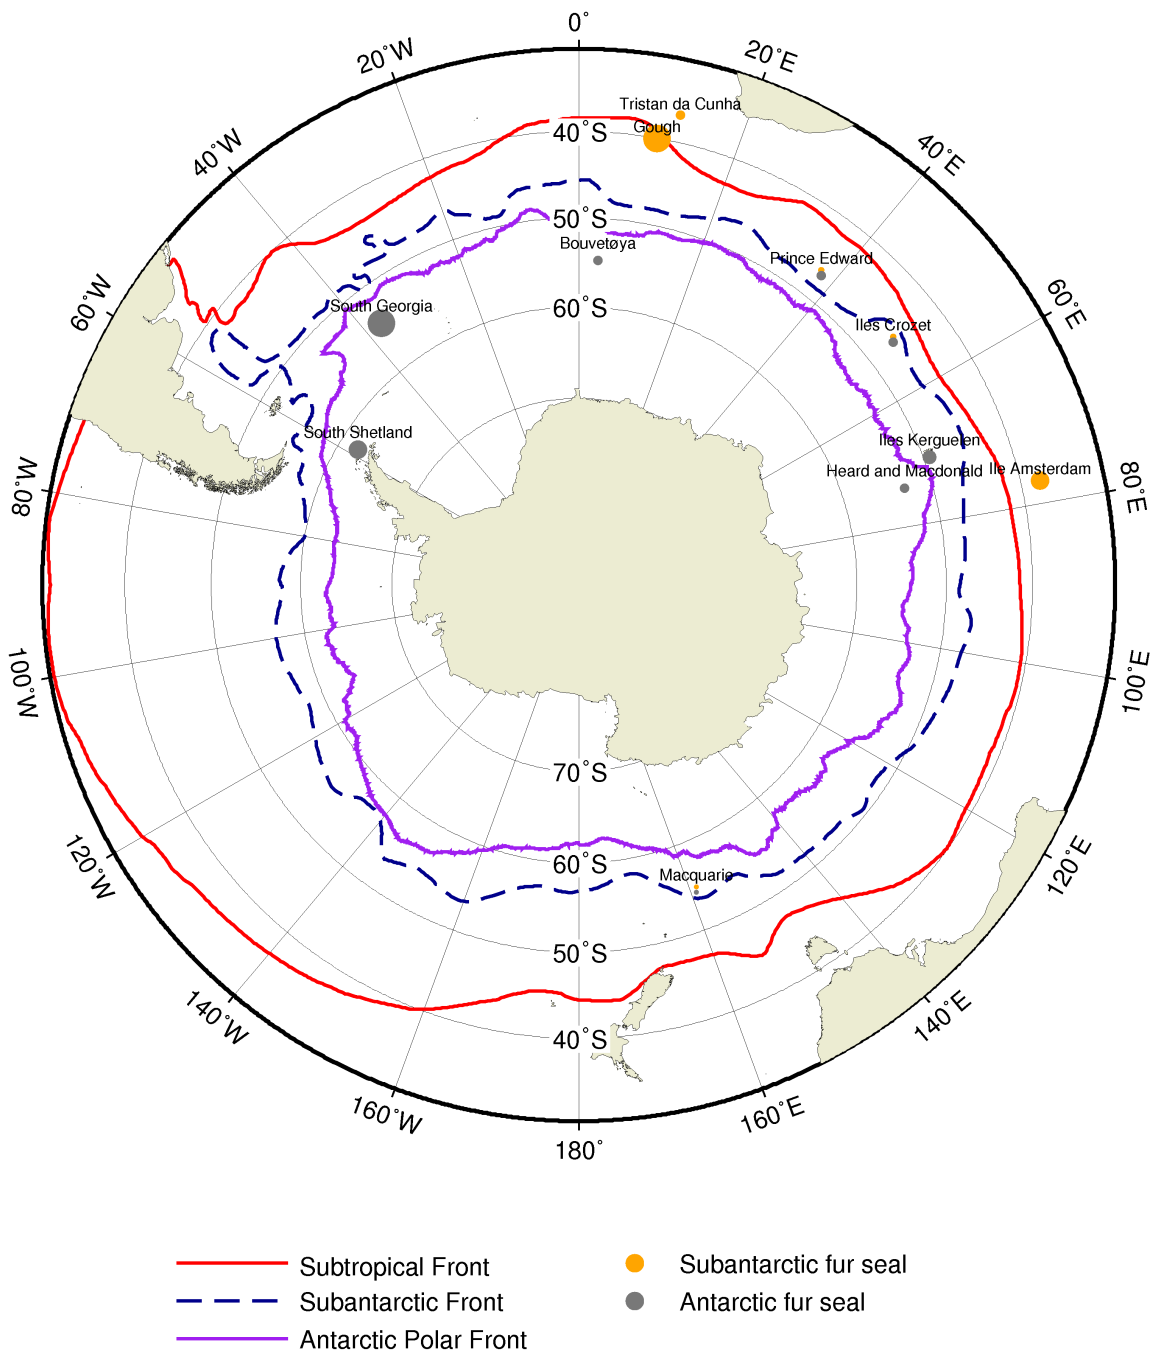 0°
20°W
20°E
Tristan da Cunha
Gough
40°S
40°W
40°E
50°S
Bouvetøya
Prince Edward
60°W
60°E
South Georgia
60°S
Iles Crozet
South Shetland
Iles Kerguelen
Heard and Macdonald
Ile Amsterdam
80°W
80°E
100°W
100°E
70°S
120°W
120°E
60°S
Macquarie
50°S
140°W
140°E
40°S
160°W
160°E
180°
Subtropical Front
Subantarctic fur seal
Subantarctic Front
Antarctic fur seal
Antarctic Polar Front